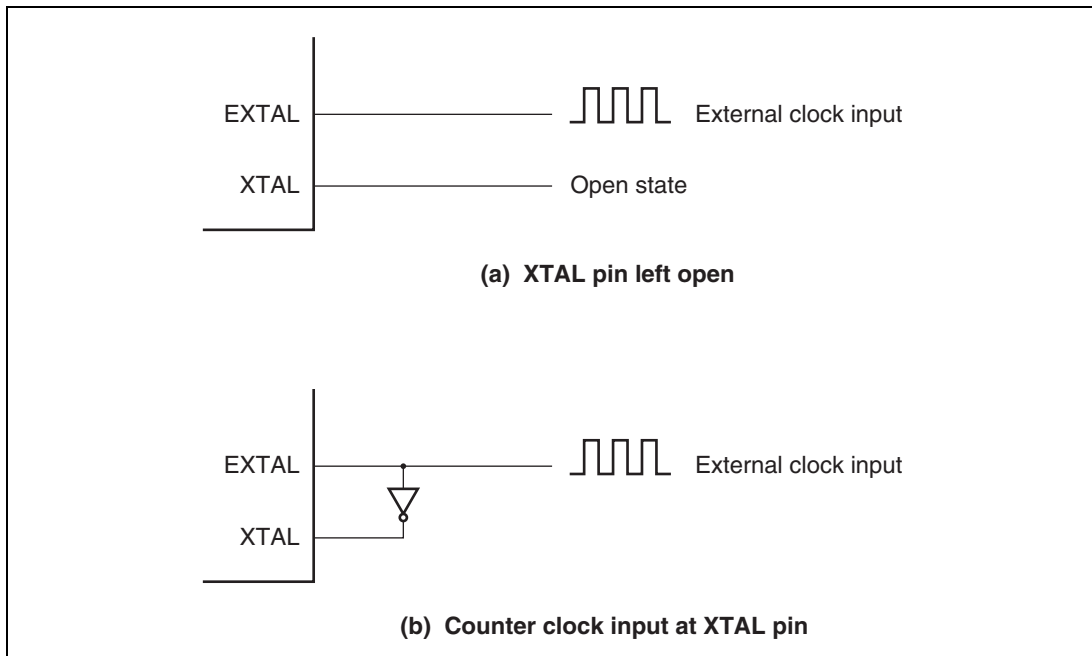 EXTAL External clock input
XTAL Open state
(a) XTAL pin left open
EXTAL External clock input
XTAL
(b) Counter clock input at XTAL pin